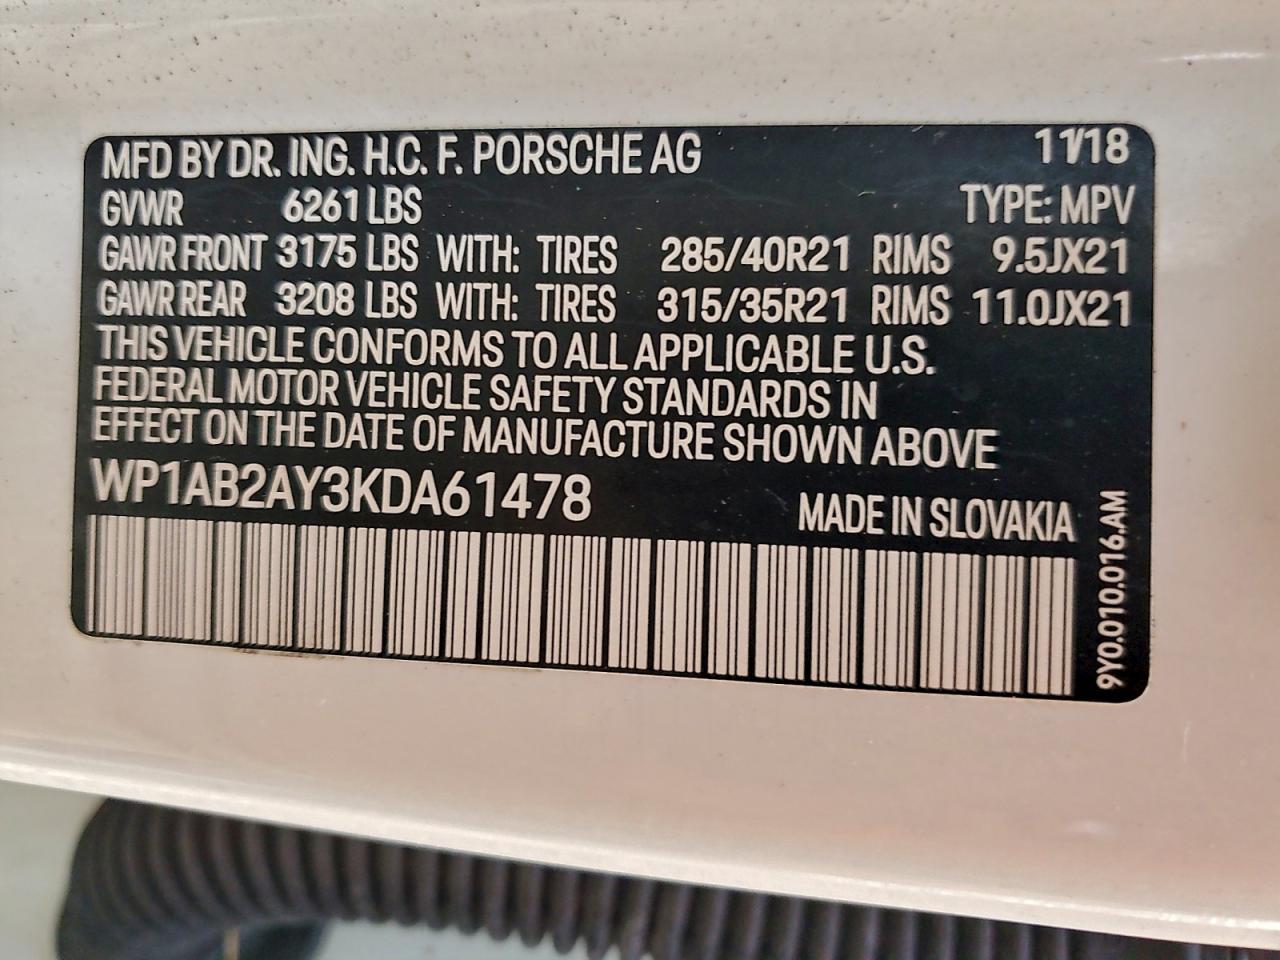 MFD BY DR. ING. H.C. F. PORSCHE AG 11/18
GVWR 6261 LBS TYPE: MPV
GAWR FRONT 3175 LBS WITH: TIRES 285/40R21 RIMS 9.5JX21
GAWR REAR 3208 LBS WITH: TIRES 315/35R21 RIMS 11.0JX21
THIS VEHICLE CONFORMS TO ALL APPLICABLE U.S.
FEDERAL MOTOR VEHICLE SAFETY STANDARDS IN
EFFECT ON THE DATE OF MANUFACTURE SHOWN ABOVE
WP1AB2AY3KDA61478 MADE IN SLOVAKIA
9Y0.010.016.AM